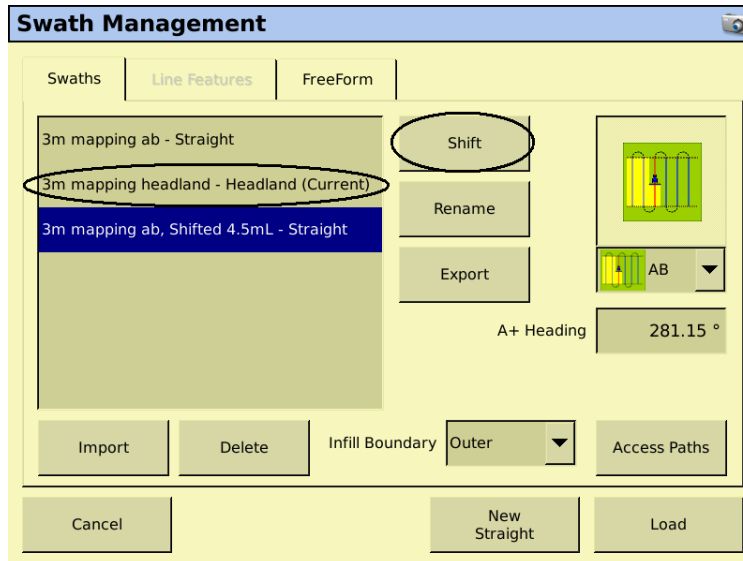 Swath Management
Swaths
Line Features
FreeForm
3m mapping ab - Straight
3m mapping headland - Headland (Current)
3m mapping ab, Shifted 4.5mL - Straight
Shift
Rename
Export
AB
A+ Heading
281.15 °
Import
Delete
Infill Boundary
Outer
Access Paths
Cancel
New
Straight
Load